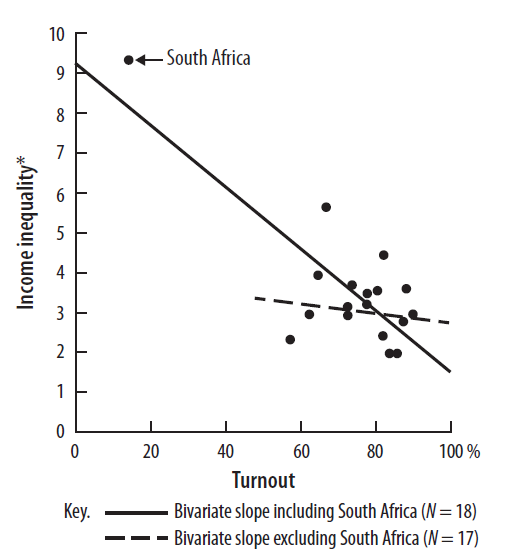 10
South Africa
9
8
7
6
5
4
3
2
1
0
Income inequality*
0 20 40 60 80 100 %
Turnout
Key. Bivariate slope including South Africa (N = 18)
Bivariate slope excluding South Africa (N = 17)